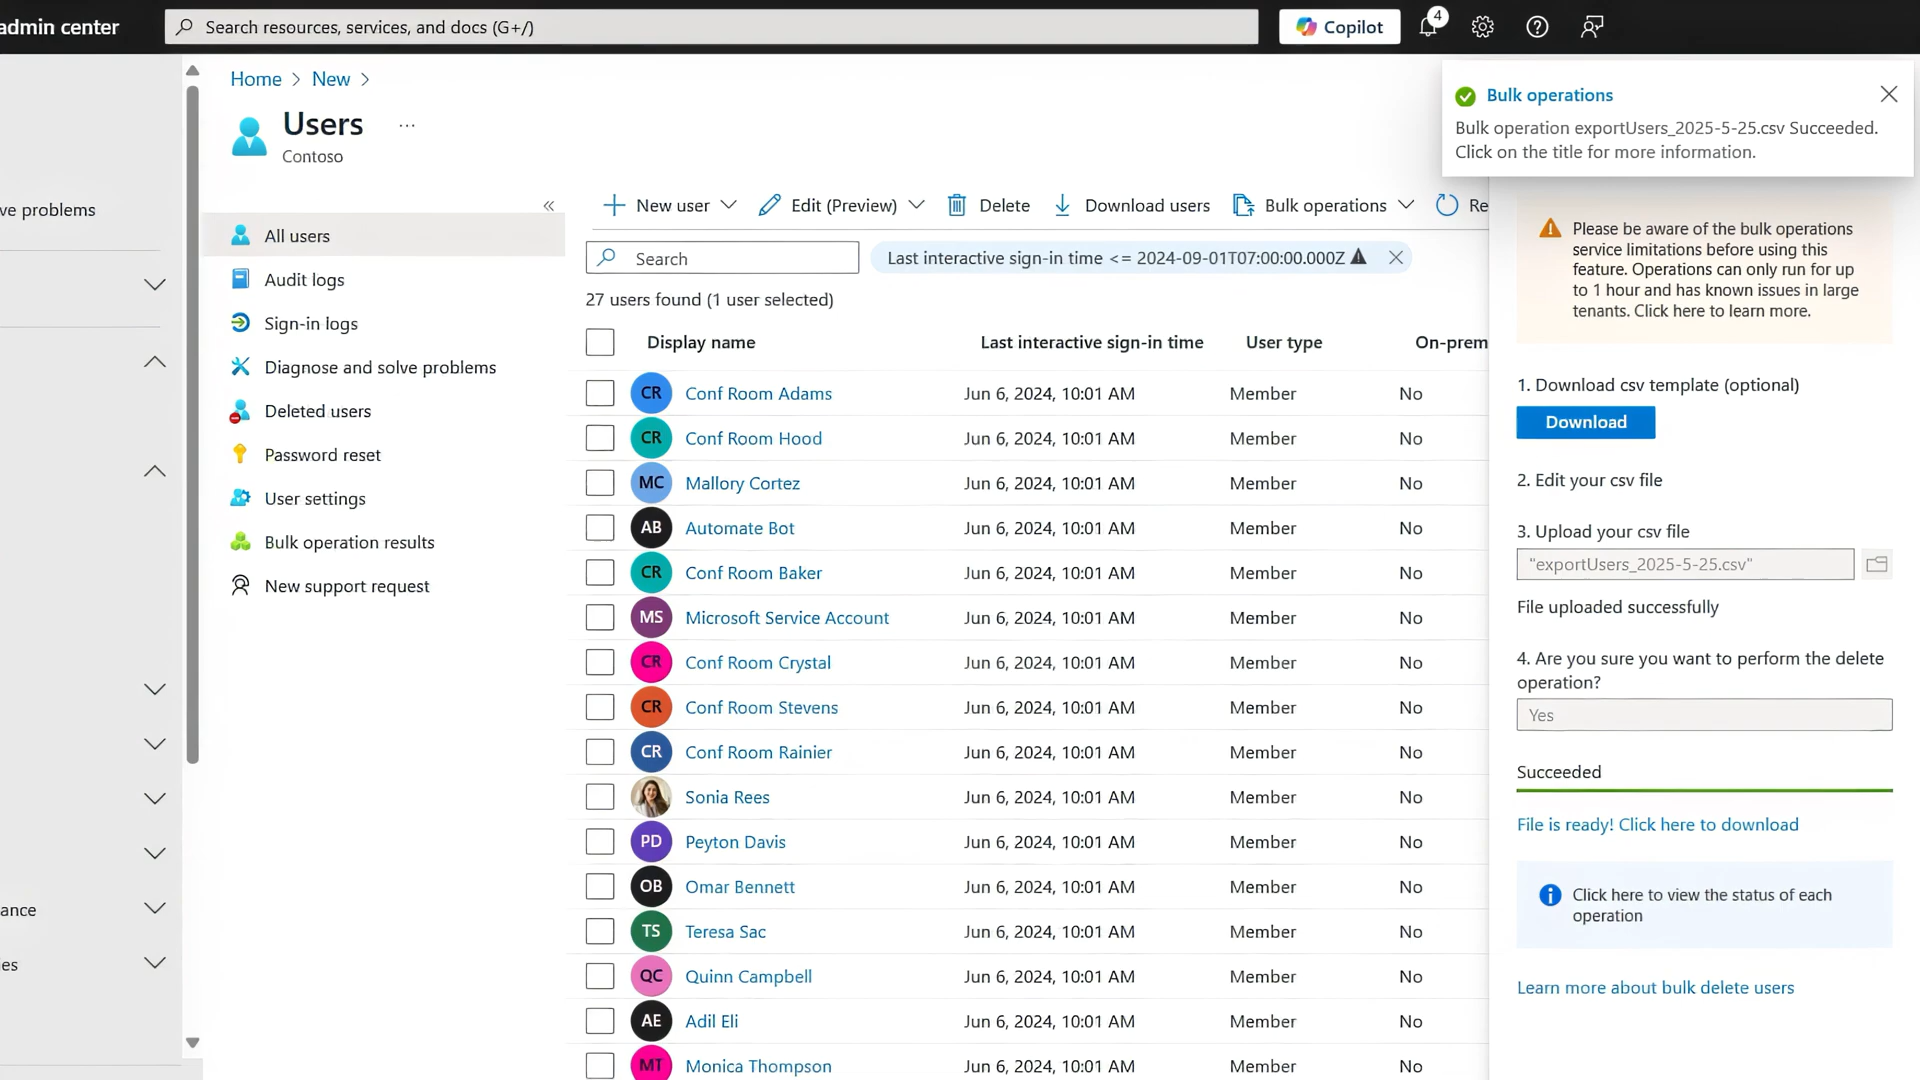 admin center
Search resources, services, and docs (G+/)
Copilot
4
Home > New >
Users
...
Contoso
Bulk operations
Bulk operation exportUsers_2025-5-25.csv Succeeded.
Click on the title for more information.
ve problems
ance
ies
All users
Audit logs
Sign-in logs
Diagnose and solve problems
Deleted users
Password reset
User settings
Bulk operation results
New support request
New user
Edit (Preview)
Delete
Download users
Bulk operations
Re
Search
Last interactive sign-in time <= 2024-09-01T07:00:00.000Z
27 users found (1 user selected)
Display name Last interactive sign-in time User type On-prem
CR Conf Room Adams Jun 6, 2024, 10:01 AM Member No
CR Conf Room Hood Jun 6, 2024, 10:01 AM Member No
MC Mallory Cortez Jun 6, 2024, 10:01 AM Member No
AB Automate Bot Jun 6, 2024, 10:01 AM Member No
CR Conf Room Baker Jun 6, 2024, 10:01 AM Member No
MS Microsoft Service Account Jun 6, 2024, 10:01 AM Member No
CR Conf Room Crystal Jun 6, 2024, 10:01 AM Member No
CR Conf Room Stevens Jun 6, 2024, 10:01 AM Member No
CR Conf Room Rainier Jun 6, 2024, 10:01 AM Member No
Sonia Rees Jun 6, 2024, 10:01 AM Member No
PD Peyton Davis Jun 6, 2024, 10:01 AM Member No
OB Omar Bennett Jun 6, 2024, 10:01 AM Member No
TS Teresa Sac Jun 6, 2024, 10:01 AM Member No
QC Quinn Campbell Jun 6, 2024, 10:01 AM Member No
AE Adil Eli Jun 6, 2024, 10:01 AM Member No
MT Monica Thompson Jun 6, 2024, 10:01 AM Member No
Please be aware of the bulk operations
service limitations before using this
feature. Operations can only run for up
to 1 hour and has known issues in large
tenants. Click here to learn more.
1. Download csv template (optional)
Download
2. Edit your csv file
3. Upload your csv file
"exportUsers_2025-5-25.csv"
File uploaded successfully
4. Are you sure you want to perform the delete
operation?
Yes
Succeeded
File is ready! Click here to download
Click here to view the status of each
operation
Learn more about bulk delete users